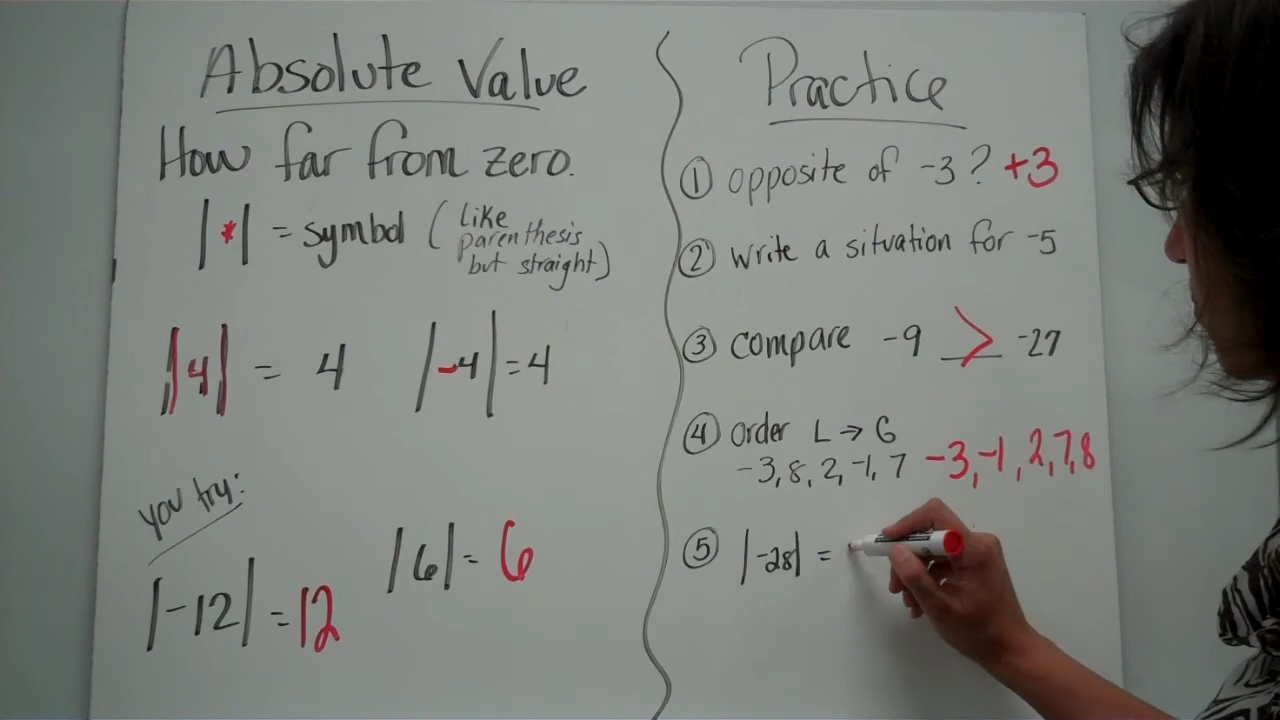 Absolute Value
How far from zero.
|*| = symbol (like
parenthesis
but straight)
|4| = 4 |-4| = 4
you try:
|-12| = 12 |6| = 6
Practice
① opposite of -3? +3
② write a situation for -5
③ compare -9 > -27
④ order L → G
-3, 8, 2, -1, 7 -3, -1, 2, 7, 8
⑤ |-28| =